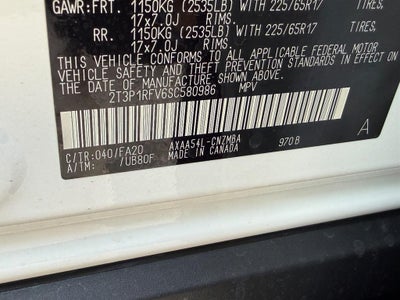 GAWR:FRT. 1150KG (2535LB) WITH 225/65R17 TIRES,
17x7.0J RIMS.
RR. 1150KG (2535LB) WITH 225/65R17 TIRES,
17x7.0J RIMS.
THIS VEHICLE CONFORMS TO ALL APPLICABLE FEDERAL MOTOR
VEHICLE SAFETY AND THEFT PREVENTION STANDARDS IN EFFECT ON
THE DATE OF MANUFACTURE SHOWN ABOVE.
2T3P1RFV6SC580986 MPV
C/TR:040/FA20 AXAA54L-CNZMBA 970B A
A/TM: /UB80F MADE IN CANADA